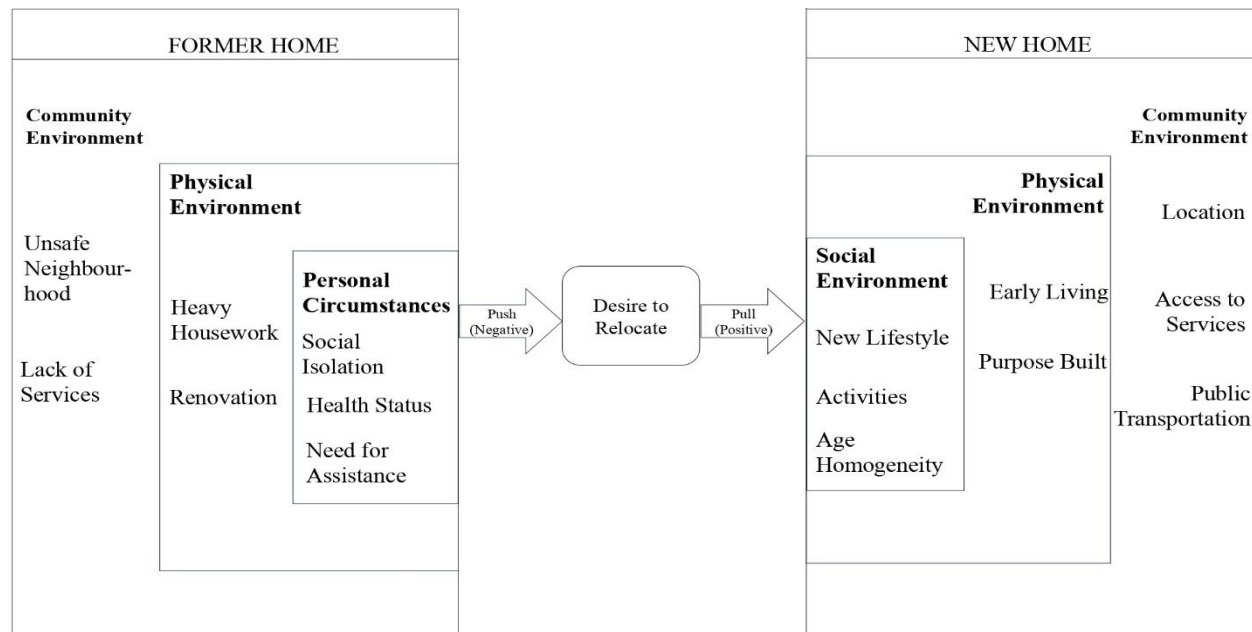 FORMER HOME
Community
Environment
Unsafe
Neighbour-
hood
Lack of
Services
Physical
Environment
Heavy
Housework
Renovation
Personal
Circumstances
Social
Isolation
Health Status
Need for
Assistance
Push
(Negative)
Desire to
Relocate
Pull
(Positive)
NEW HOME
Social
Environment
New Lifestyle
Activities
Age
Homogeneity
Physical
Environment
Early Living
Purpose Built
Community
Environment
Location
Access to
Services
Public
Transportation